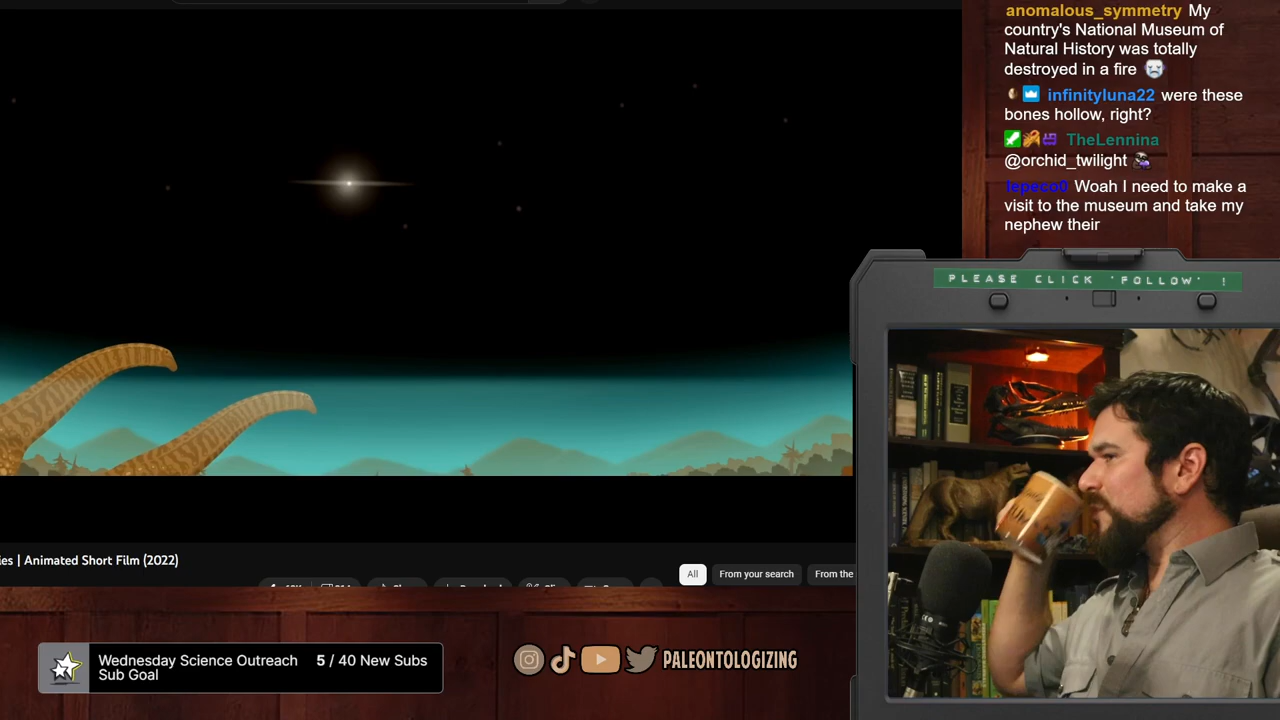 anomalous_symmetry My
country's National Museum of
Natural History was totally
destroyed in a fire
infinityluna22 were these
bones hollow, right?
TheLennina
@orchid_twilight
lepeco0 Woah I need to make a
visit to the museum and take my
nephew their
PLEASE CLICK 'FOLLOW' !
ies | Animated Short Film (2022)
All From your search From the
Wednesday Science Outreach 5 / 40 New Subs
Sub Goal
PALEONTOLOGIZING